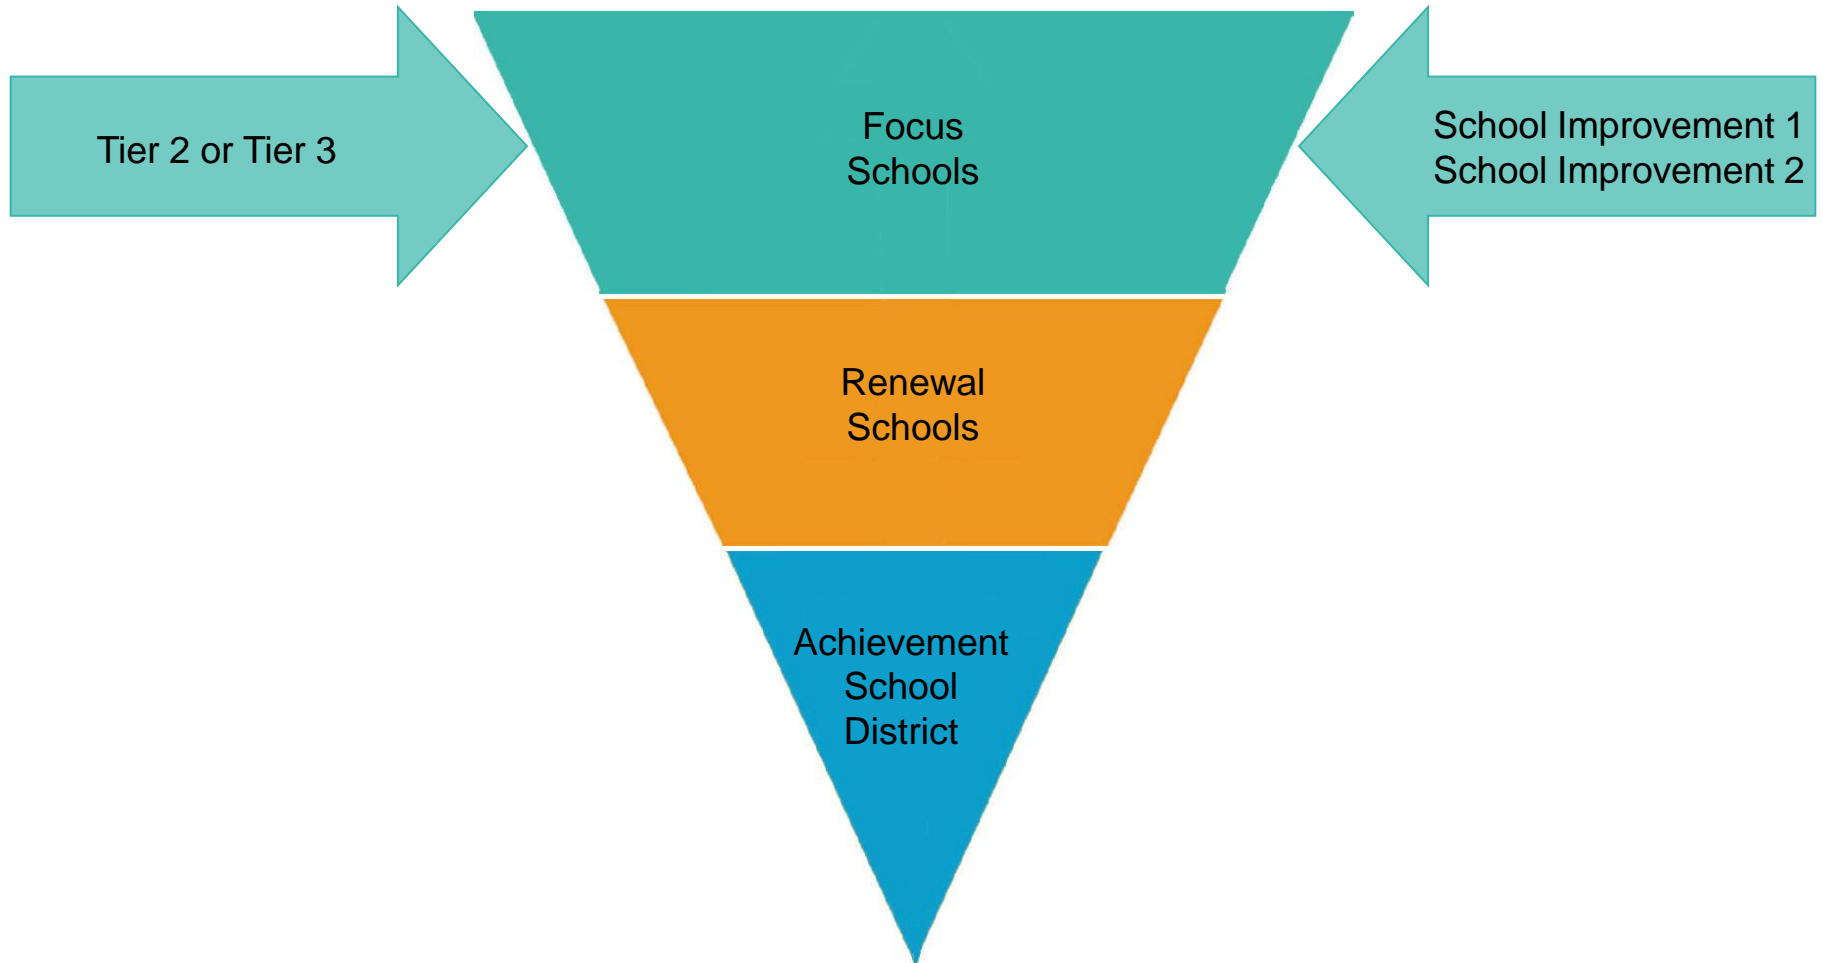 Tier 2 or Tier 3
Focus
Schools
School Improvement 1
School Improvement 2
Renewal
Schools
Achievement
School
District